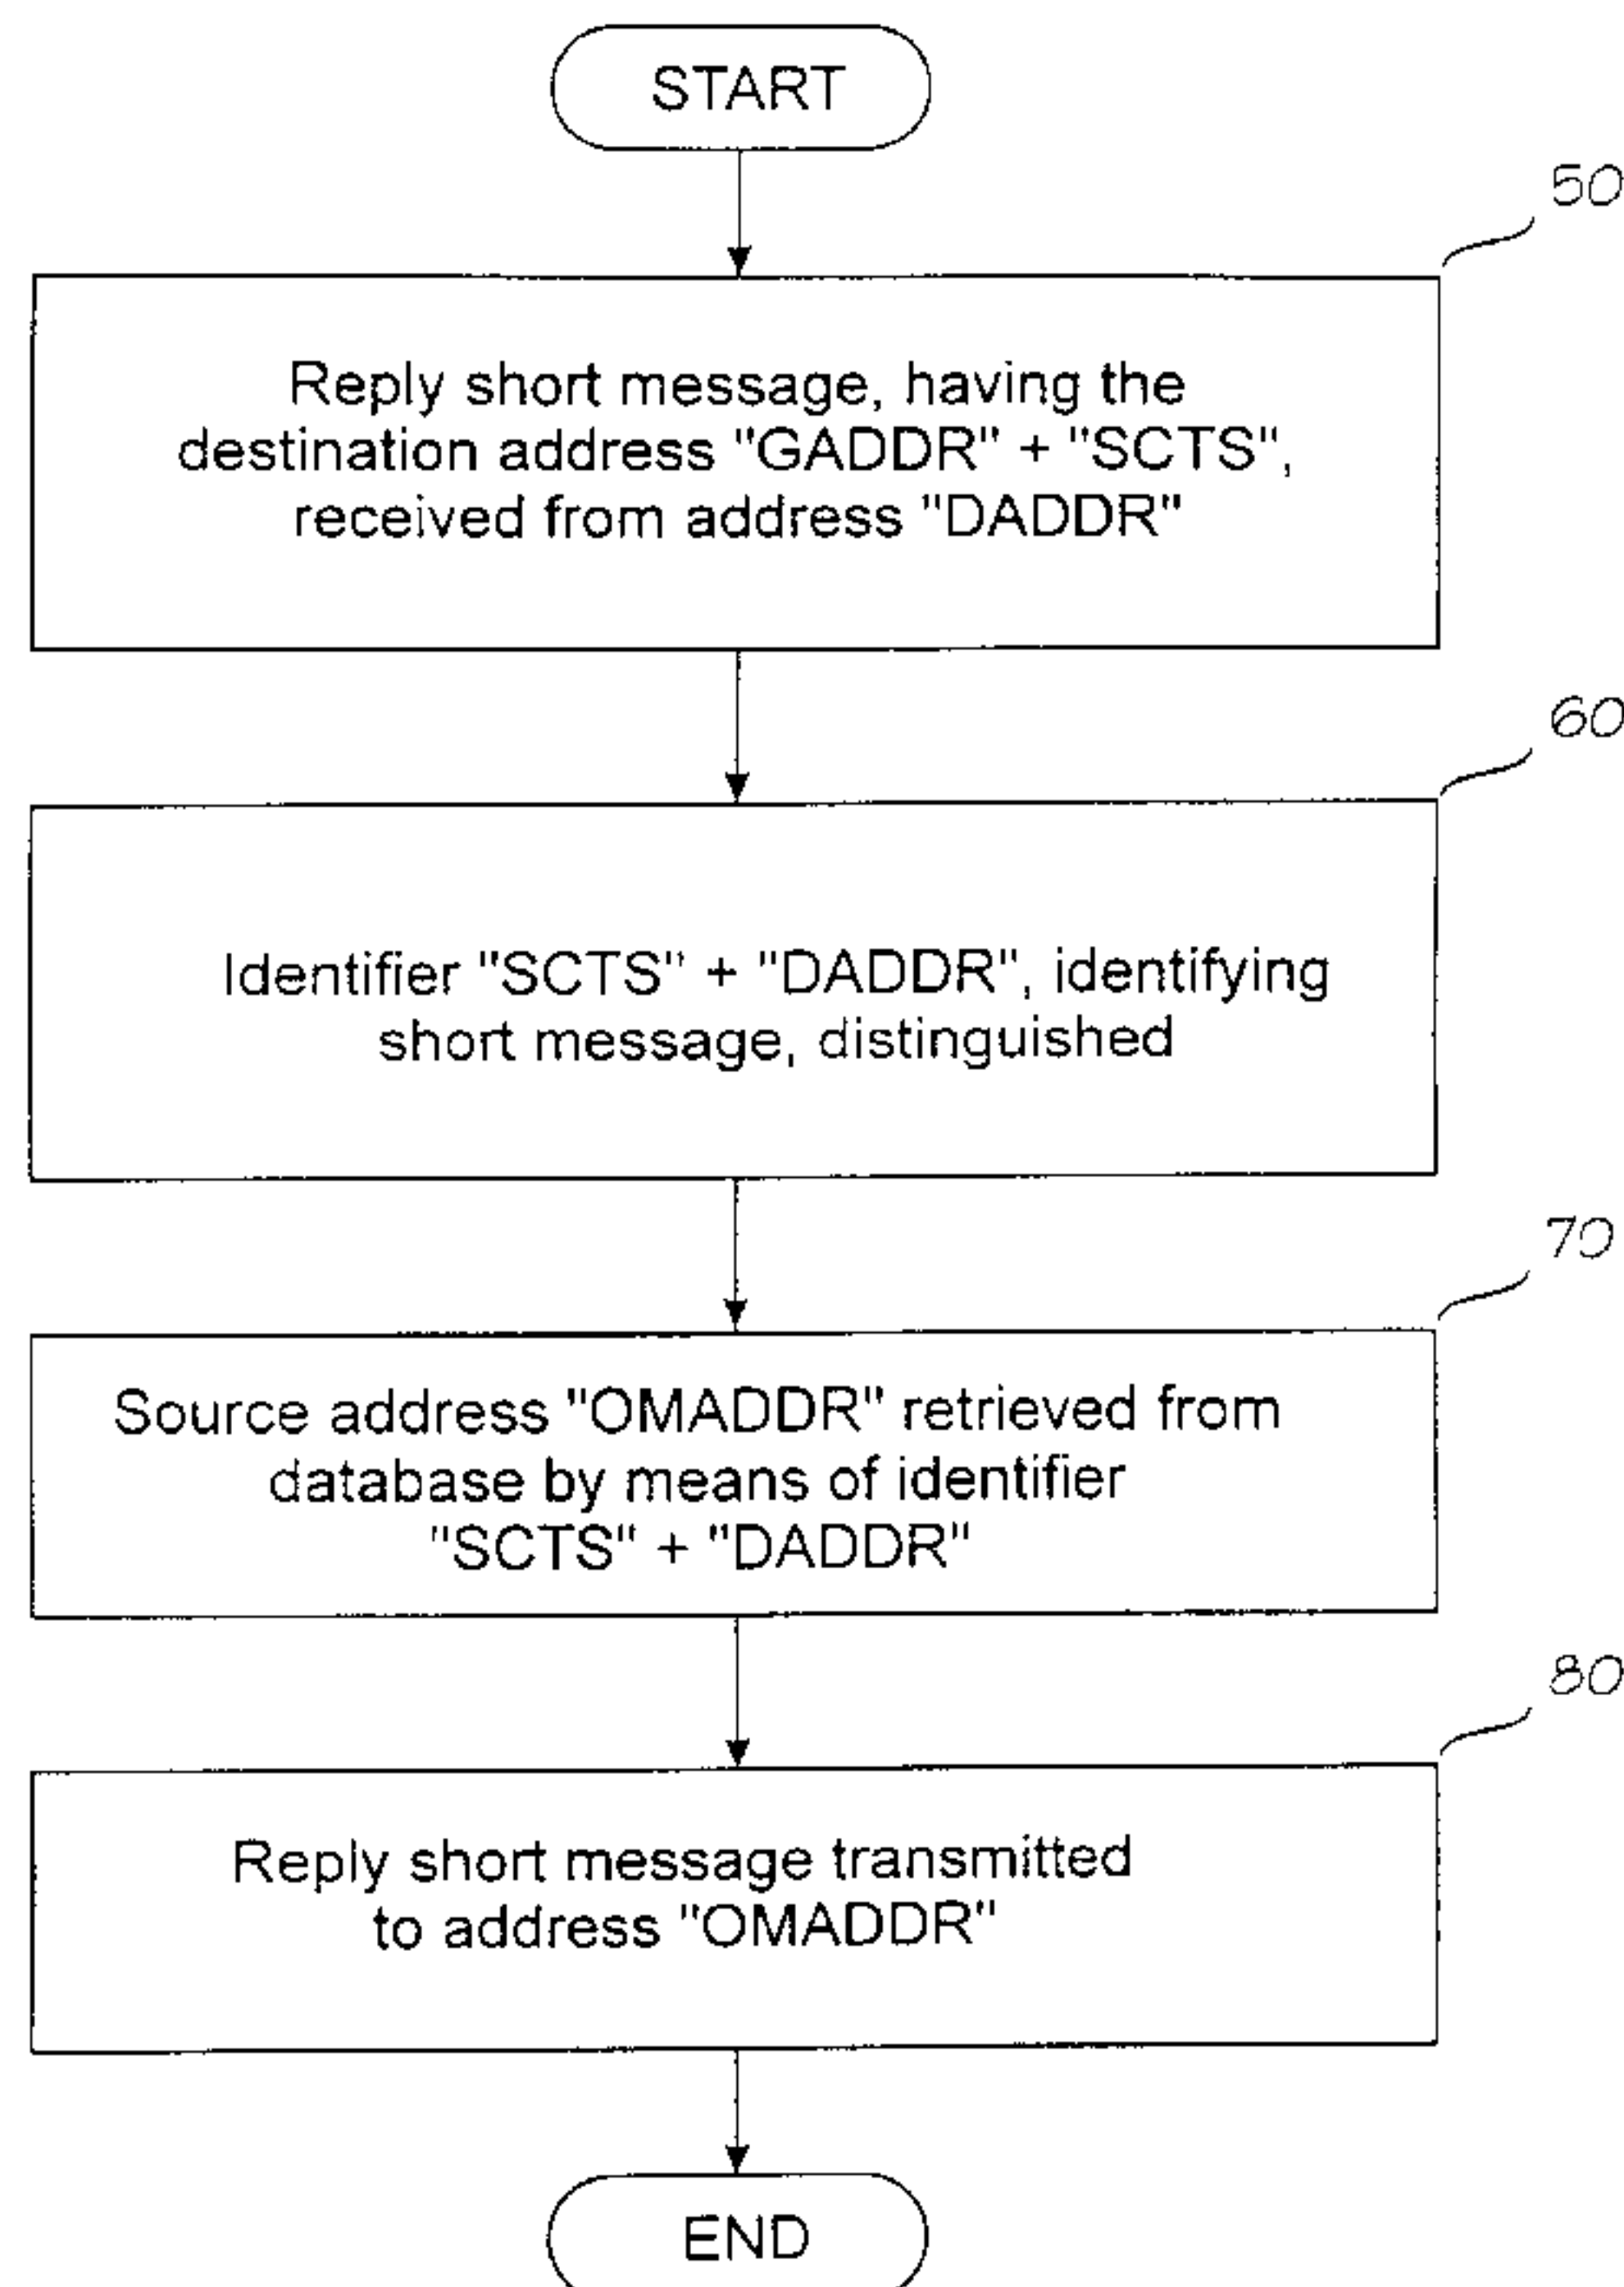 START
50
Reply short message, having the
destination address "GADDR" + "SCTS",
received from address "DADDR"
60
Identifier "SCTS" + "DADDR", identifying
short message, distinguished
70
Source address "OMADDR" retrieved from
database by means of identifier
"SCTS" + "DADDR"
80
Reply short message transmitted
to address "OMADDR"
END